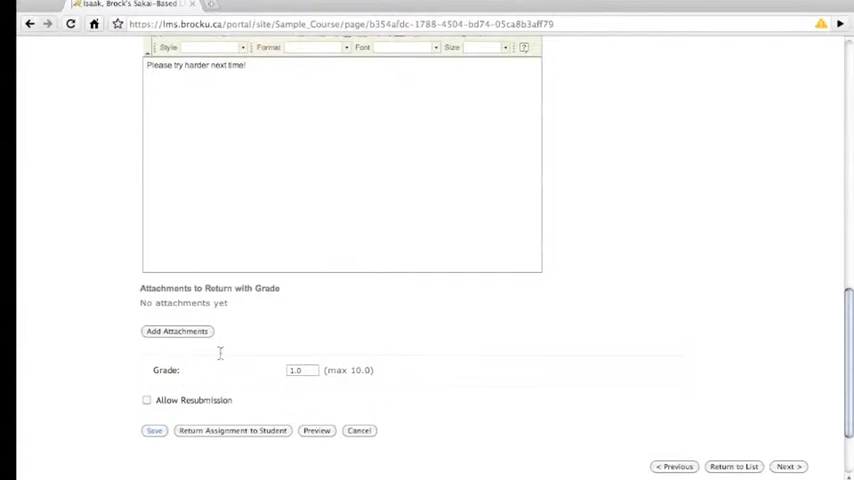 Isaak, Brock's Sakai-Based L
https://lms.brocku.ca/portal/site/Sample_Course/page/b354afdc-1788-4504-bd74-05ca8b3aff79
Style Format Font Size ?
Please try harder next time!
Attachments to Return with Grade
No attachments yet
Add Attachments
Grade: 1.0 (max 10.0)
Allow Resubmission
Save Return Assignment to Student Preview Cancel
< Previous Return to List Next >